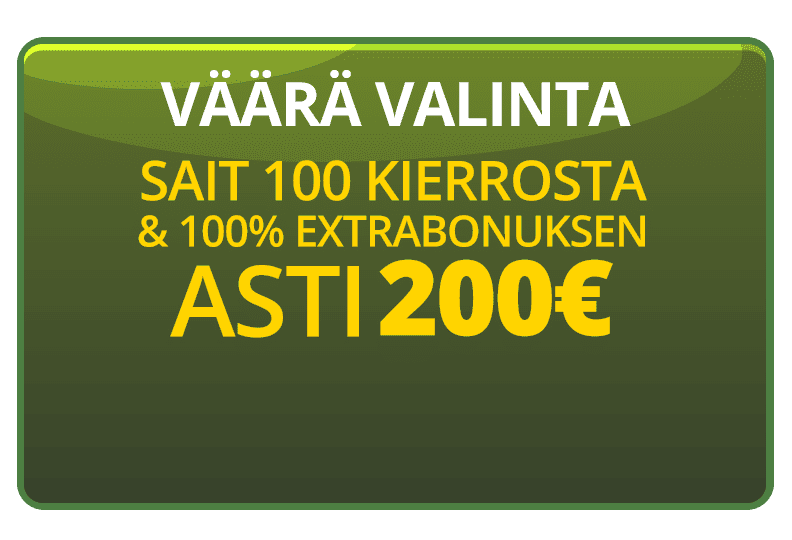 VÄÄRÄ VALINTA
SAIT 100 KIERROSTA
& 100% EXTRABONUKSEN
ASTI 200€